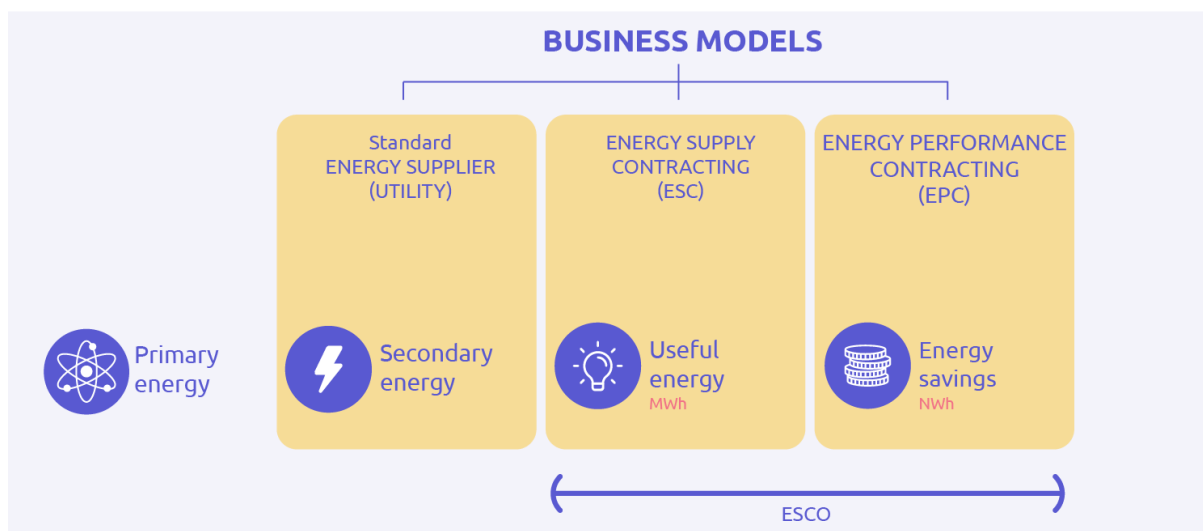 BUSINESS MODELS
Standard
ENERGY SUPPLIER
(UTILITY)
ENERGY SUPPLY
CONTRACTING
(ESC)
ENERGY PERFORMANCE
CONTRACTING
(EPC)
Primary
energy
Secondary
energy
Useful
energy
MWh
Energy
savings
NWh
ESCO